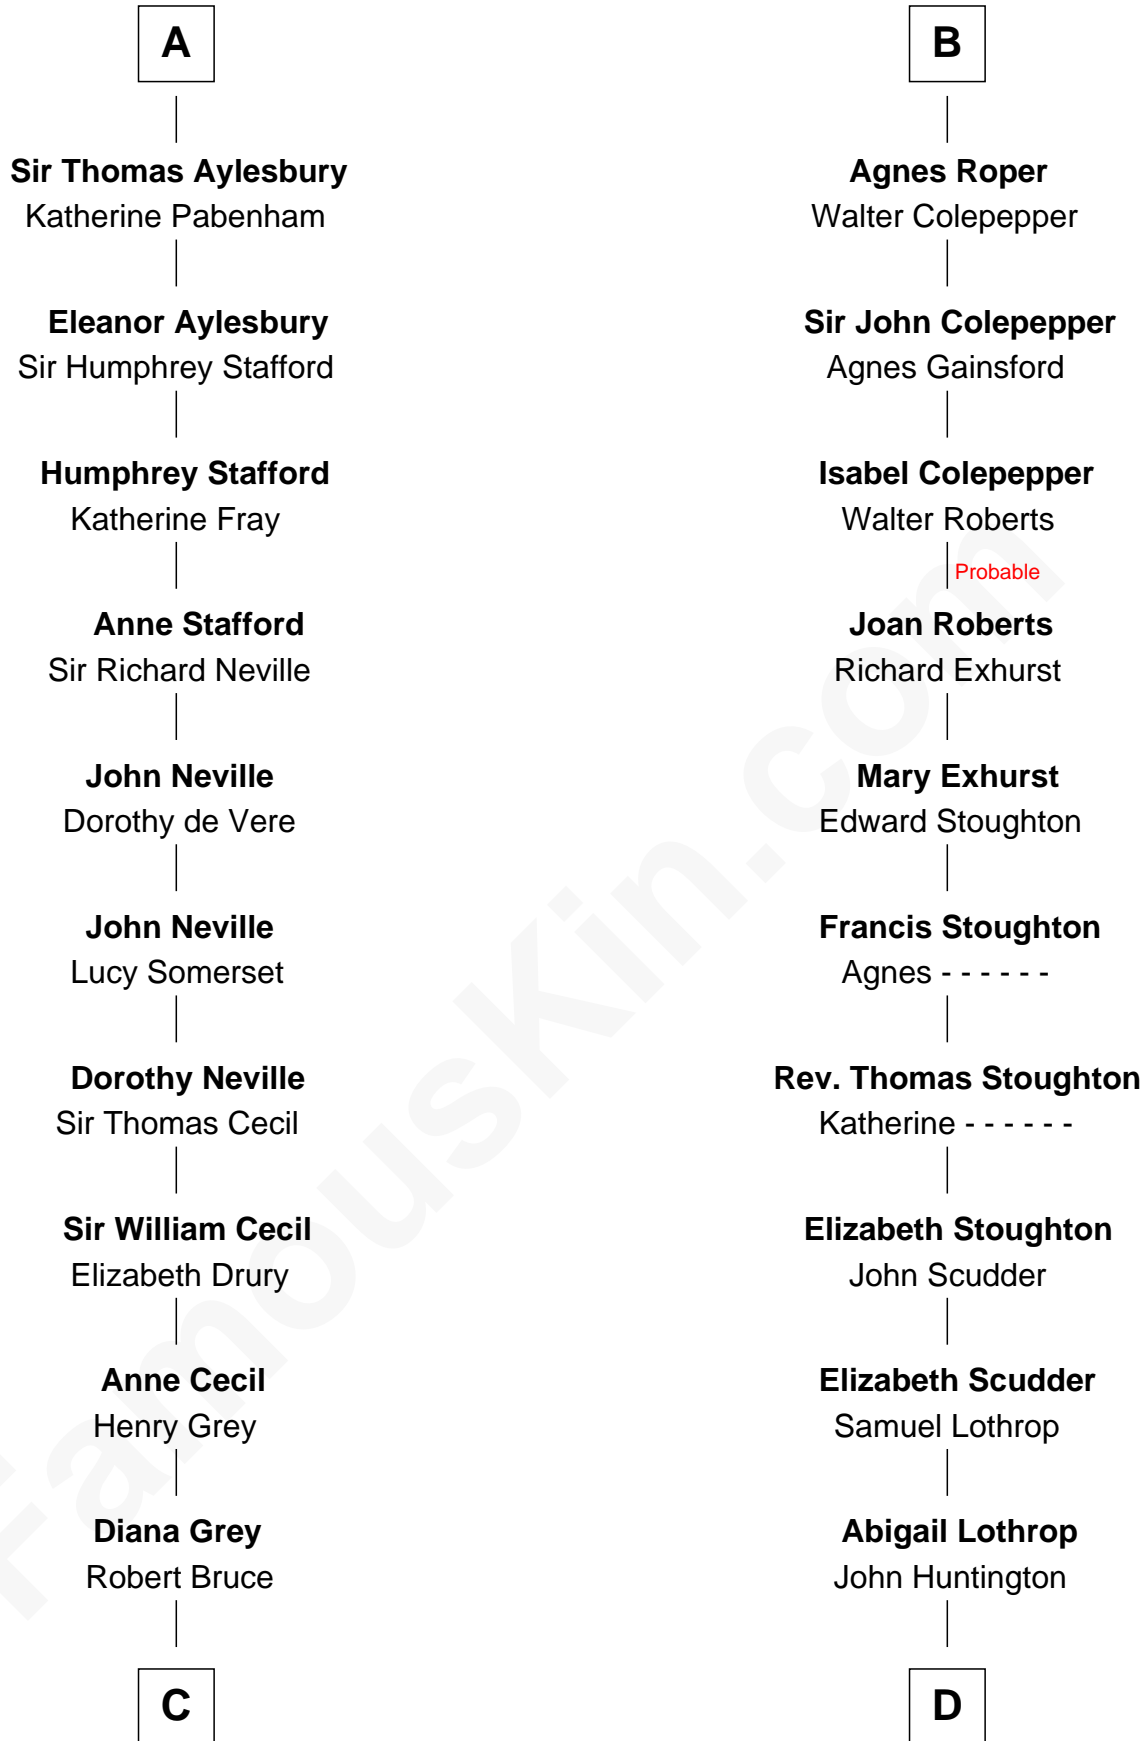 A
Sir Thomas Aylesbury
Katherine Pabenham
Eleanor Aylesbury
Sir Humphrey Stafford
Humphrey Stafford
Katherine Fray
Anne Stafford
Sir Richard Neville
John Neville
Dorothy de Vere
John Neville
Lucy Somerset
Dorothy Neville
Sir Thomas Cecil
Sir William Cecil
Elizabeth Drury
Anne Cecil
Henry Grey
Diana Grey
Robert Bruce
C
B
Agnes Roper
Walter Colepepper
Sir John Colepepper
Agnes Gainsford
Isabel Colepepper
Walter Roberts
Probable
Joan Roberts
Richard Exhurst
Mary Exhurst
Edward Stoughton
Francis Stoughton
Agnes - - - - - -
Rev. Thomas Stoughton
Katherine - - - - - -
Elizabeth Stoughton
John Scudder
Elizabeth Scudder
Samuel Lothrop
Abigail Lothrop
John Huntington
D
FamousKin.com